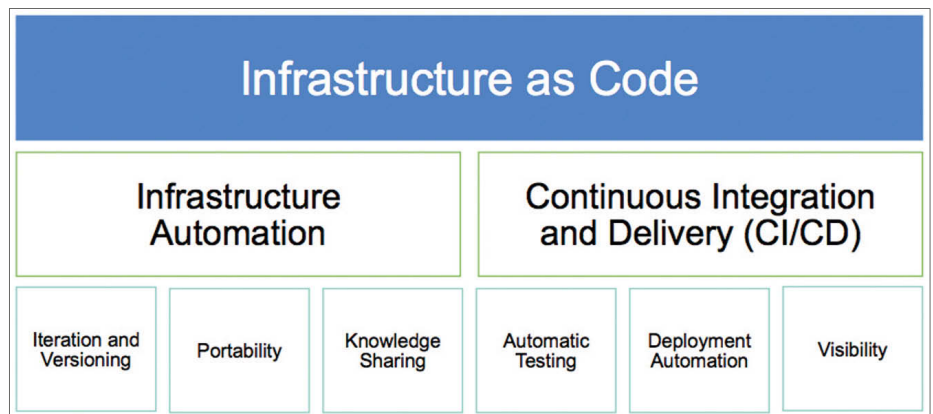 Infrastructure as Code
Infrastructure
Automation
Continuous Integration
and Delivery (CI/CD)
Iteration and
Versioning
Portability
Knowledge
Sharing
Automatic
Testing
Deployment
Automation
Visibility